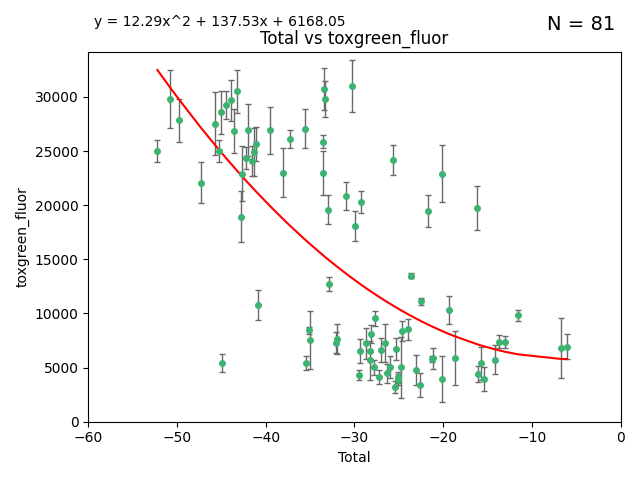 y = 12.29x^2 + 137.53x + 6168.05
N = 81
Total vs toxgreen_fluor
30000
25000
20000
15000
10000
5000
0
toxgreen_fluor
−60 −50 −40 −30 −20 −10 0
Total